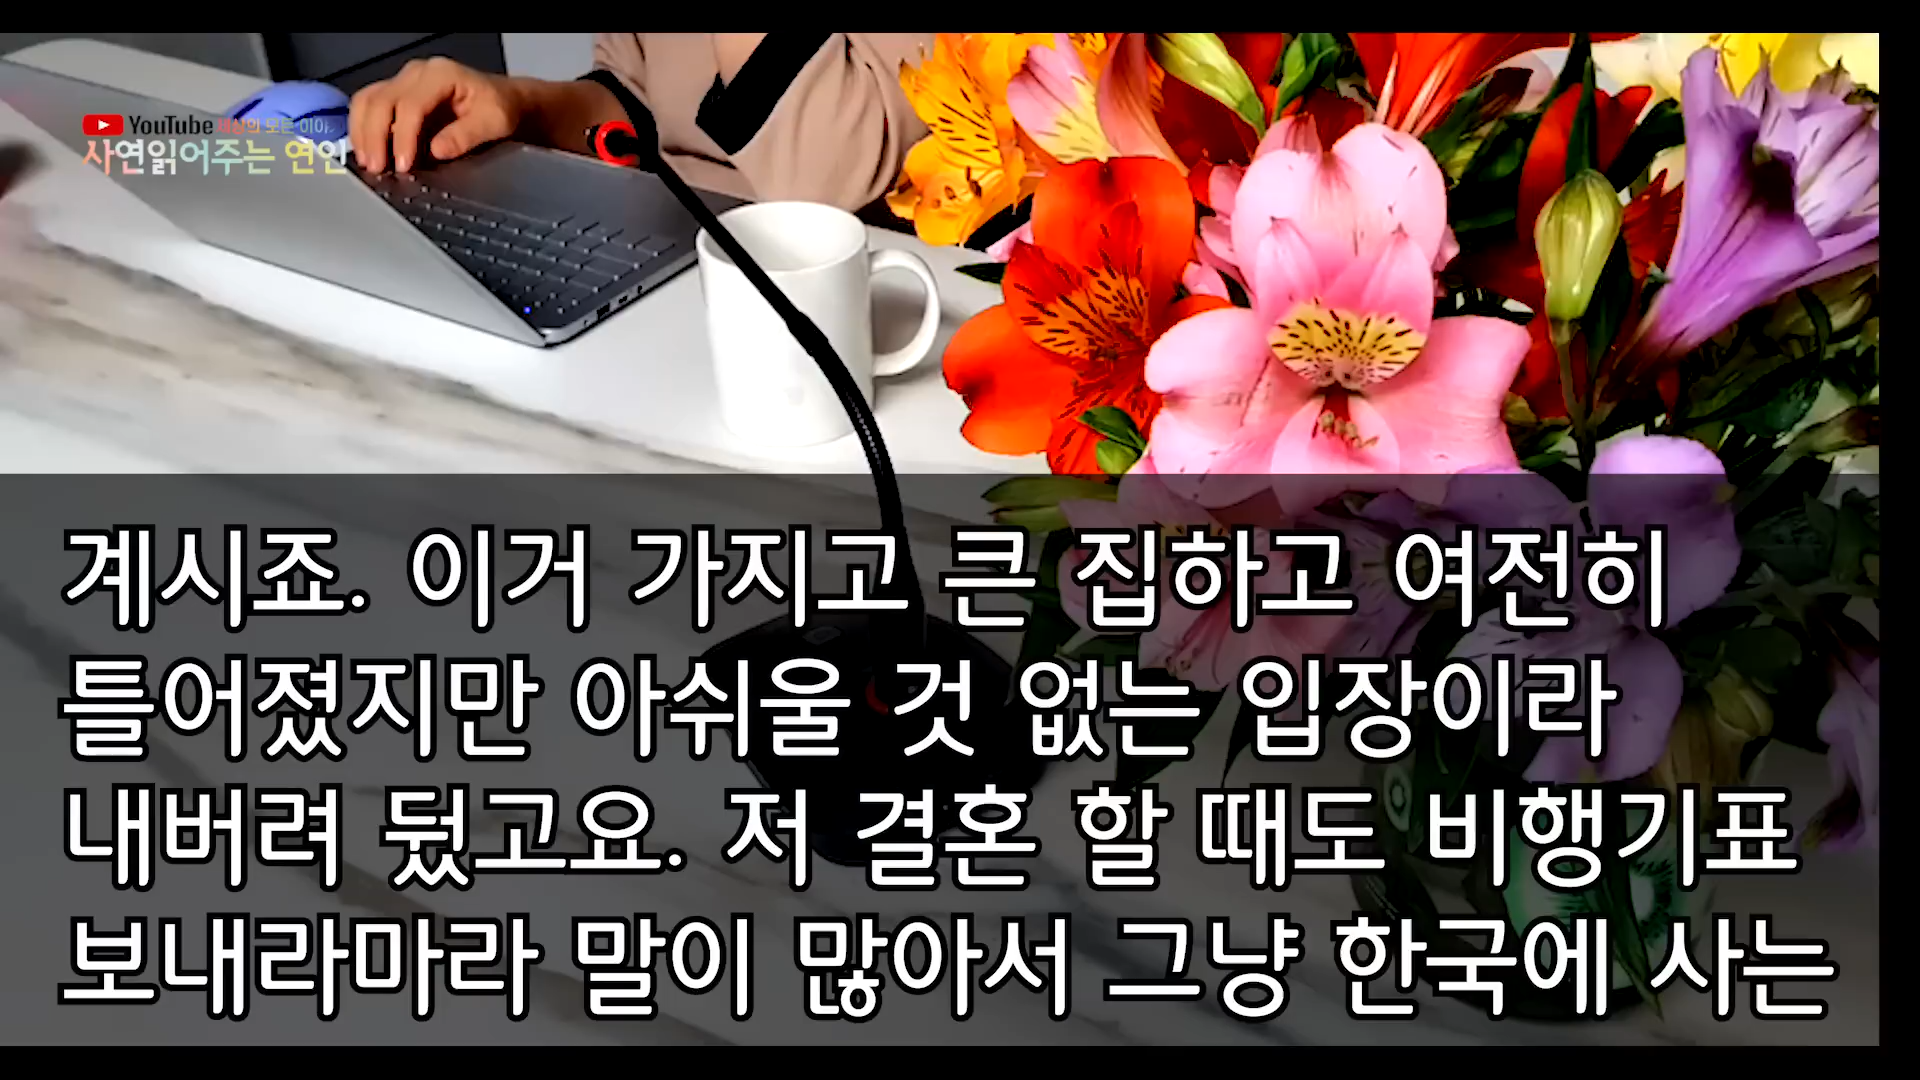 YouTube 세상의 모든 이야.
사연읽어주는 연인
계시죠. 이거 가지고 큰 집하고 여전히
틀어졌지만 아쉬울 것 없는 입장이라
내버려 뒀고요. 저 결혼 할 때도 비행기표
보내라마라 말이 많아서 그냥 한국에 사는